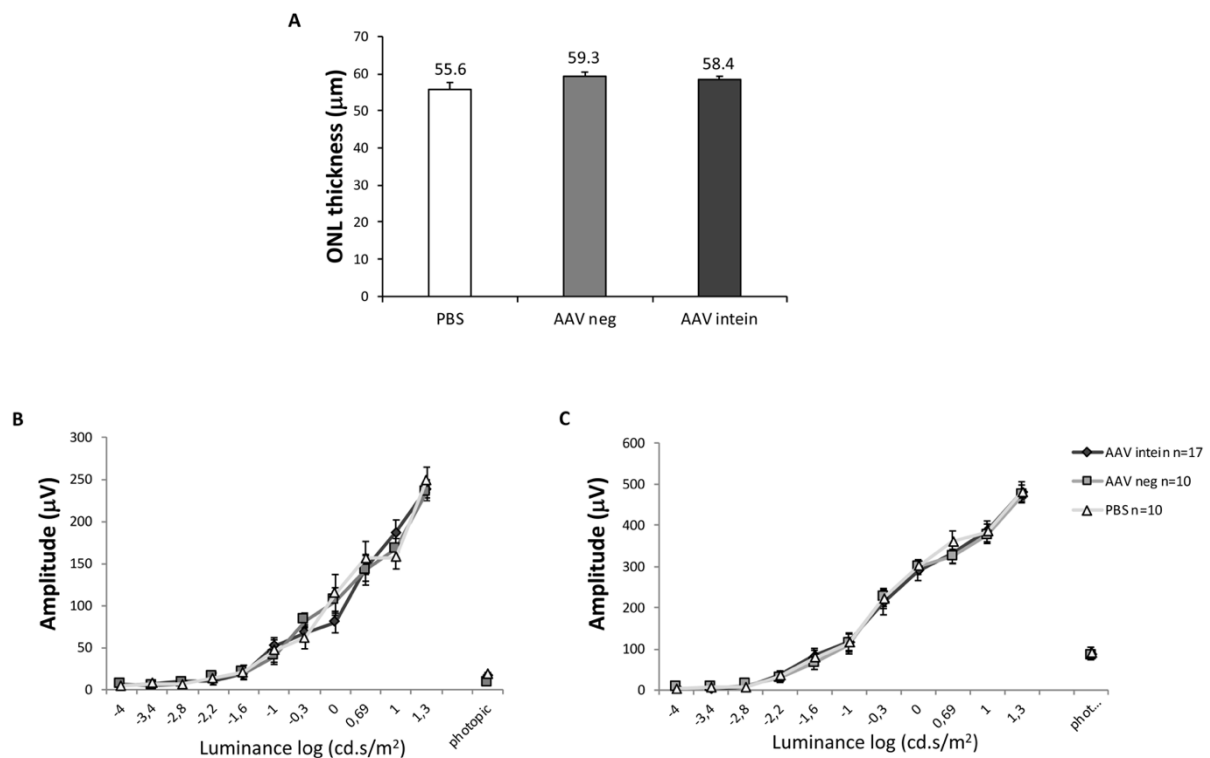 A
70
60
50
40
30
20
10
0
ONL thickness (μm)
55.6
59.3
58.4
PBS AAV neg AAV intein
B
300
250
200
150
100
50
0
Amplitude (μV)
-4 -3,4 -2,8 -2,2 -1,6 -1 -0,3 0 0,69 1 1,3 photopic
Luminance log (cd.s/m²)
C
600
500
400
300
200
100
0
Amplitude (μV)
-4 -3,4 -2,8 -2,2 -1,6 -1 -0,3 0 0,69 1 1,3 phot...
Luminance log (cd.s/m²)
AAV intein n=17
AAV neg n=10
PBS n=10